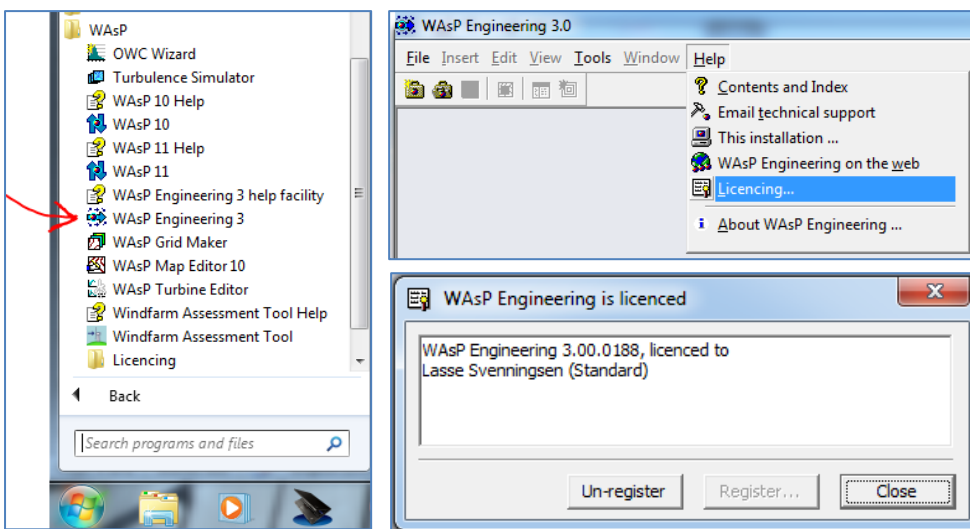 WAsP
OWC Wizard
Turbulence Simulator
WAsP 10 Help
WAsP 10
WAsP 11 Help
WAsP 11
WAsP Engineering 3 help facility
WAsP Engineering 3
WAsP Grid Maker
WAsP Map Editor 10
WAsP Turbine Editor
Windfarm Assessment Tool Help
Windfarm Assessment Tool
Licencing
Back
Search programs and files
WAsP Engineering 3.0
File Insert Edit View Tools Window Help
Contents and Index
Email technical support
This installation ...
WAsP Engineering on the web
Licencing...
About WAsP Engineering ...
WAsP Engineering is licenced
WAsP Engineering 3.00.0188, licenced to
Lasse Svenningsen (Standard)
Un-register Register... Close